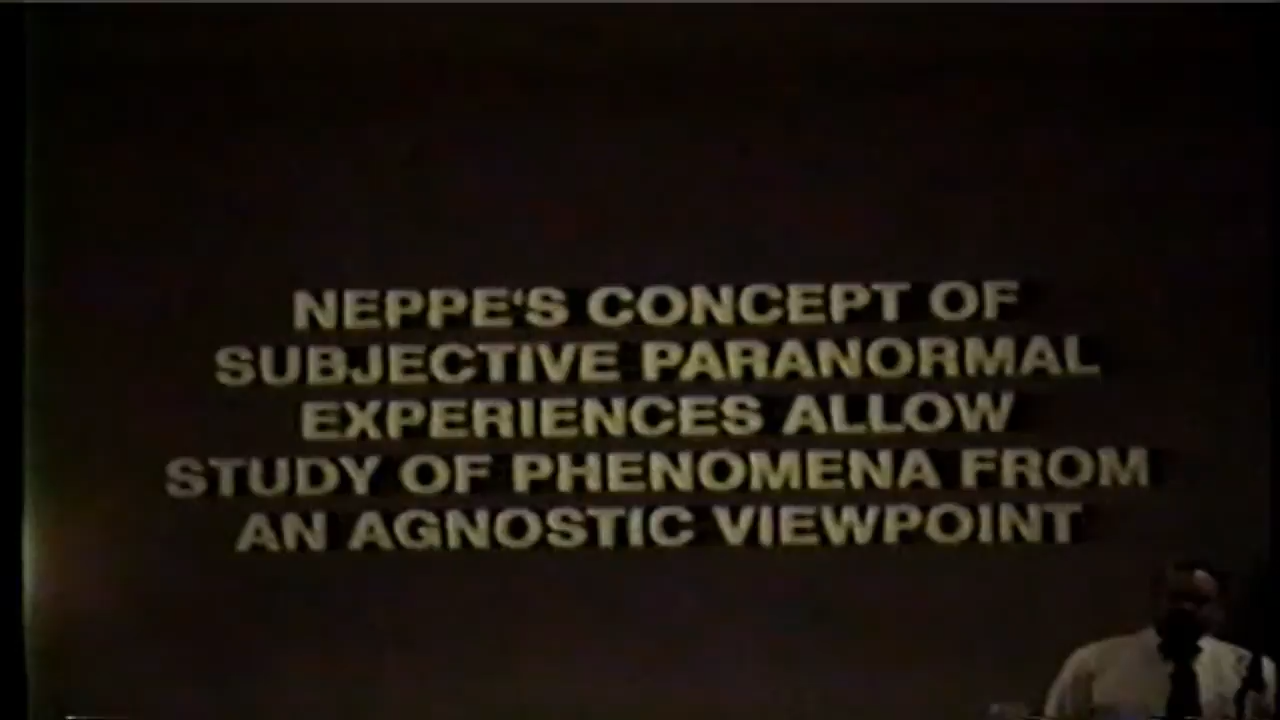 NEPPE'S CONCEPT OF
SUBJECTIVE PARANORMAL
EXPERIENCES ALLOW
STUDY OF PHENOMENA FROM
AN AGNOSTIC VIEWPOINT